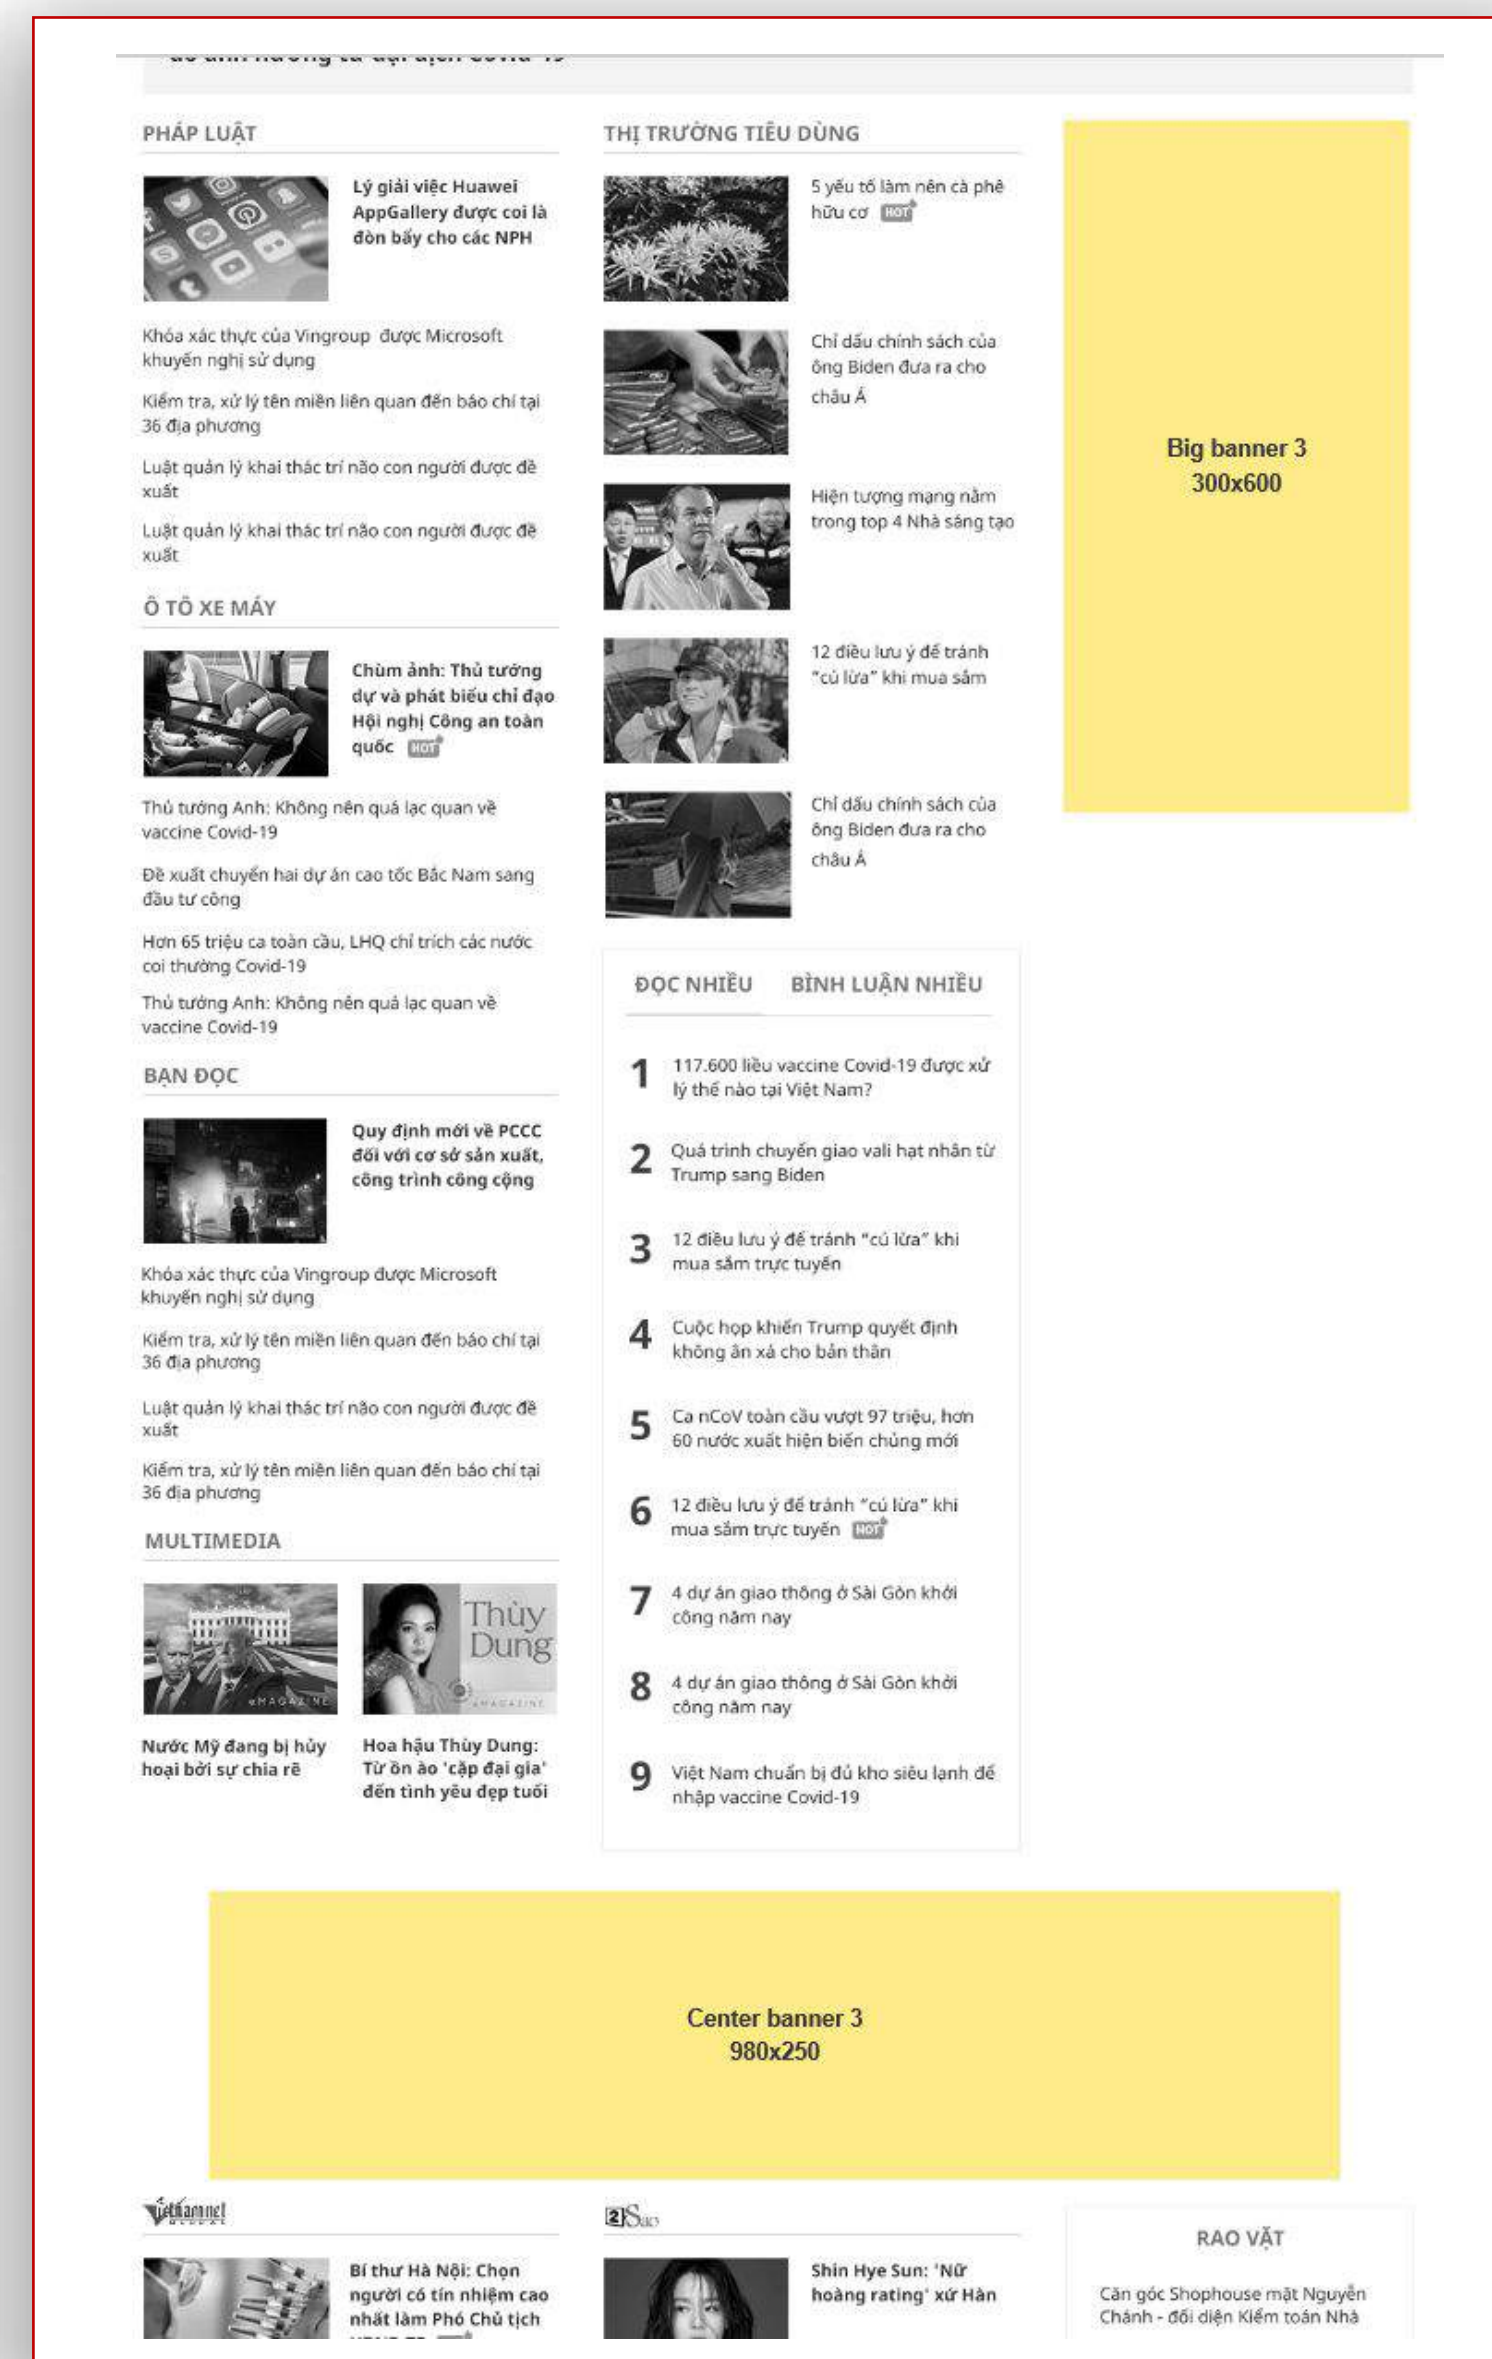 do ảnh hưởng từ đại dịch Covid-19
PHÁP LUẬT
Lý giải việc Huawei
AppGallery được coi là
đòn bẩy cho các NPH
Khóa xác thực của Vingroup được Microsoft
khuyến nghị sử dụng
Kiểm tra, xử lý tên miền liên quan đến báo chí tại
36 địa phương
Luật quản lý khai thác trí não con người được đề
xuất
Luật quản lý khai thác trí não con người được đề
xuất
Ô TÔ XE MÁY
Chùm ảnh: Thủ tướng
dự và phát biểu chỉ đạo
Hội nghị Công an toàn
quốc HOT
Thủ tướng Anh: Không nên quá lạc quan về
vaccine Covid-19
Đề xuất chuyển hai dự án cao tốc Bắc Nam sang
đầu tư công
Hơn 65 triệu ca toàn cầu, LHQ chỉ trích các nước
coi thường Covid-19
Thủ tướng Anh: Không nên quá lạc quan về
vaccine Covid-19
BẠN ĐỌC
Quy định mới về PCCC
đối với cơ sở sản xuất,
công trình công cộng
Khóa xác thực của Vingroup được Microsoft
khuyến nghị sử dụng
Kiểm tra, xử lý tên miền liên quan đến báo chí tại
36 địa phương
Luật quản lý khai thác trí não con người được đề
xuất
Kiểm tra, xử lý tên miền liên quan đến báo chí tại
36 địa phương
MULTIMEDIA
eMAGAZINE
Nước Mỹ đang bị hủy
hoại bởi sự chia rẽ
Thùy
Dung
eMAGAZINE
Hoa hậu Thùy Dung:
Từ ồn ào 'cặp đại gia'
đến tình yêu đẹp tuổi
THỊ TRƯỜNG TIÊU DÙNG
5 yếu tố làm nên cà phê
hữu cơ HOT
Chỉ dấu chính sách của
ông Biden đưa ra cho
châu Á
Hiện tượng mạng nằm
trong top 4 Nhà sáng tạo
12 điều lưu ý để tránh
“cú lừa” khi mua sắm
Chỉ dấu chính sách của
ông Biden đưa ra cho
châu Á
ĐỌC NHIỀU BÌNH LUẬN NHIỀU
1 117.600 liều vaccine Covid-19 được xử
lý thế nào tại Việt Nam?
2 Quá trình chuyển giao vali hạt nhân từ
Trump sang Biden
3 12 điều lưu ý để tránh “cú lừa” khi
mua sắm trực tuyến
4 Cuộc họp khiến Trump quyết định
không ân xá cho bản thân
5 Ca nCoV toàn cầu vượt 97 triệu, hơn
60 nước xuất hiện biến chủng mới
6 12 điều lưu ý để tránh “cú lừa” khi
mua sắm trực tuyến HOT
7 4 dự án giao thông ở Sài Gòn khởi
công năm nay
8 4 dự án giao thông ở Sài Gòn khởi
công năm nay
9 Việt Nam chuẩn bị đủ kho siêu lạnh để
nhập vaccine Covid-19
Big banner 3
300x600
Center banner 3
980x250
Vietnamnet
Bí thư Hà Nội: Chọn
người có tín nhiệm cao
nhất làm Phó Chủ tịch
2Sao
Shin Hye Sun: 'Nữ
hoàng rating' xứ Hàn
RAO VẶT
Căn góc Shophouse mặt Nguyễn
Chánh - đối diện Kiểm toán Nhà